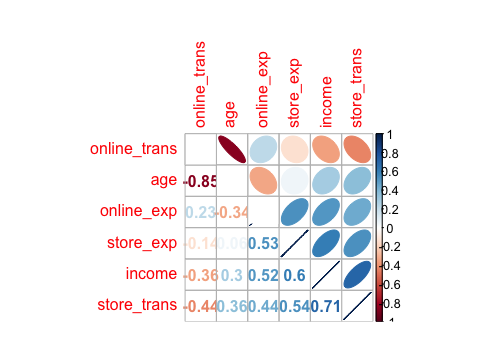 online_trans
age
online_exp
store_exp
income
store_trans
online_trans
age -0.85
online_exp 0.23 -0.34
store_exp -0.14 0.53
income -0.36 0.3 0.52 0.6
store_trans -0.44 0.36 0.44 0.54 0.71
1
0.8
0.6
0.4
0.2
0
-0.2
-0.4
-0.6
-0.8
-1